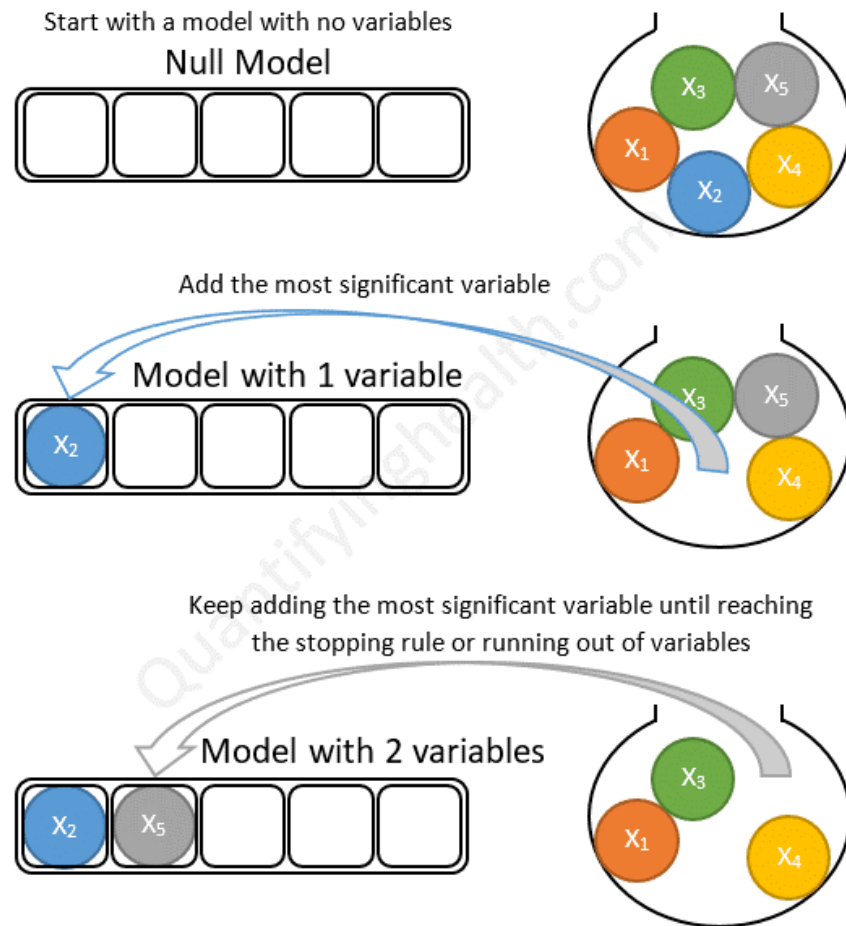 Start with a model with no variables
Null Model
X3
X5
X1
X4
X2
Add the most significant variable
Model with 1 variable
X2
X3
X5
X1
X4
Keep adding the most significant variable until reaching
the stopping rule or running out of variables
Model with 2 variables
X2
X5
X3
X1
X4
Quantifyinghealth.com